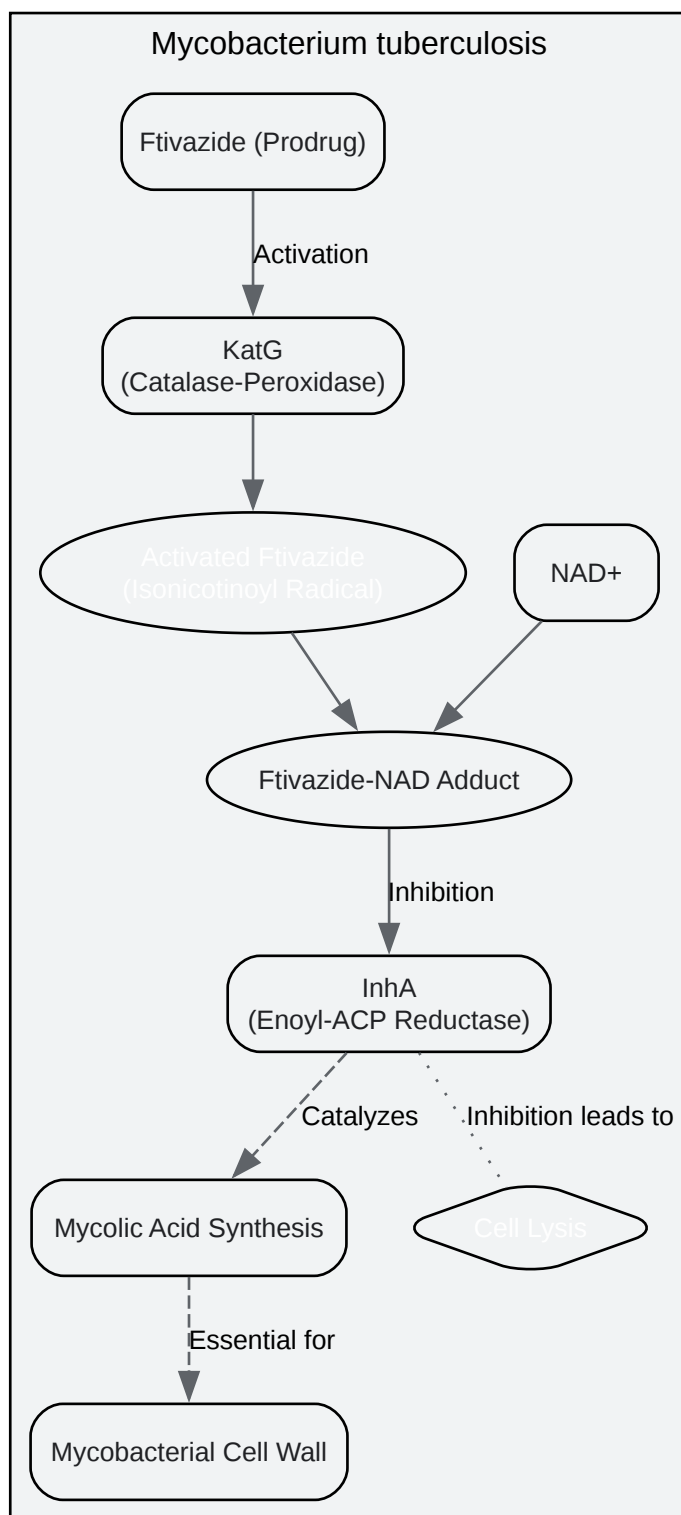 Mycobacterium tuberculosis
Ftivazide (Prodrug)
Activation
KatG
(Catalase-Peroxidase)
Activated Ftivazide
(Isonicotinoyl Radical)
NAD+
Ftivazide-NAD Adduct
Inhibition
InhA
(Enoyl-ACP Reductase)
Catalyzes
Inhibition leads to
Mycolic Acid Synthesis
Cell Lysis
Essential for
Mycobacterial Cell Wall